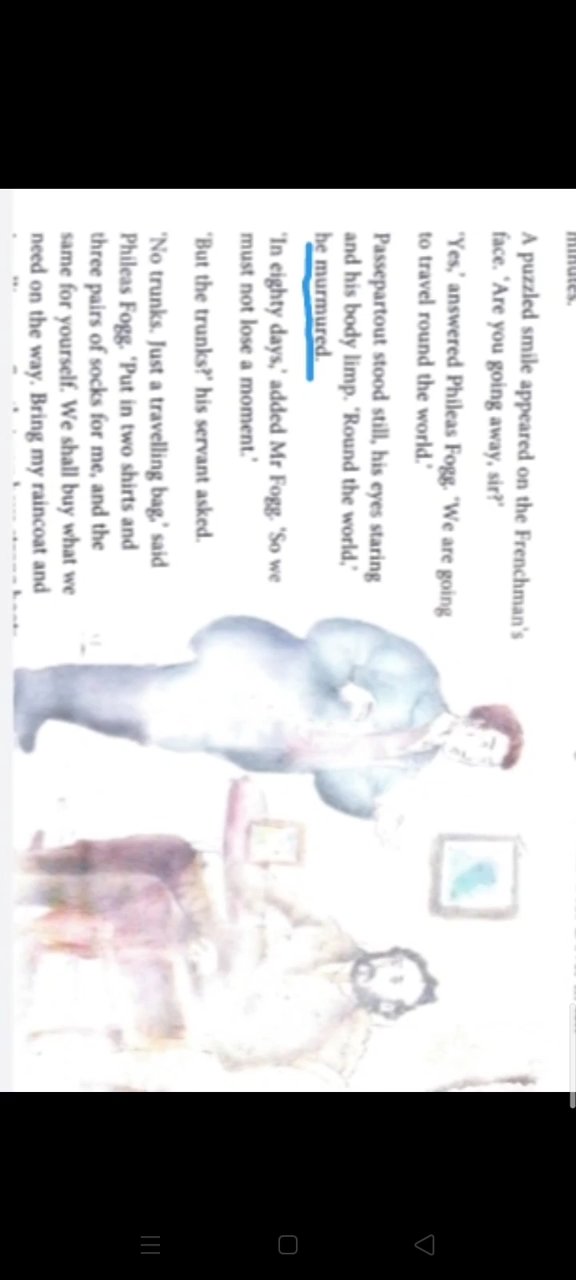 minutes.
A puzzled smile appeared on the Frenchman's
face. 'Are you going away, sir?'
'Yes,' answered Phileas Fogg. 'We are going
to travel round the world.'
Passepartout stood still, his eyes staring
and his body limp. 'Round the world,'
he murmured.
'In eighty days,' added Mr Fogg. 'So we
must not lose a moment.'
'But the trunks?' his servant asked.
'No trunks. Just a travelling bag,' said
Phileas Fogg. 'Put in two shirts and
three pairs of socks for me, and the
same for yourself. We shall buy what we
need on the way. Bring my raincoat and